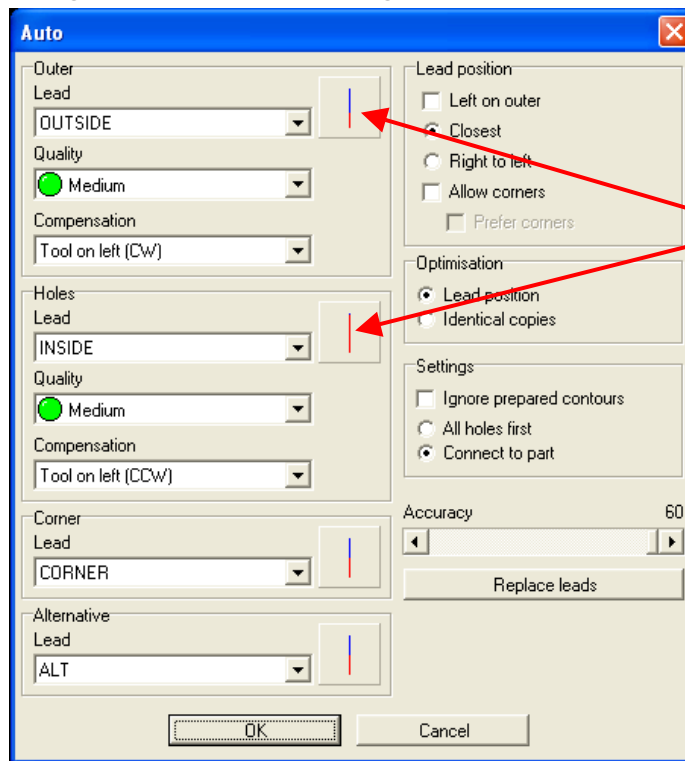 Auto
Outer
Lead
OUTSIDE
Quality
Medium
Compensation
Tool on left (CW)
Holes
Lead
INSIDE
Quality
Medium
Compensation
Tool on left (CCW)
Corner
Lead
CORNER
Alternative
Lead
ALT
Lead position
Left on outer
Closest
Right to left
Allow corners
Prefer corners
Optimisation
Lead position
Identical copies
Settings
Ignore prepared contours
All holes first
Connect to part
Accuracy 60
Replace leads
OK Cancel